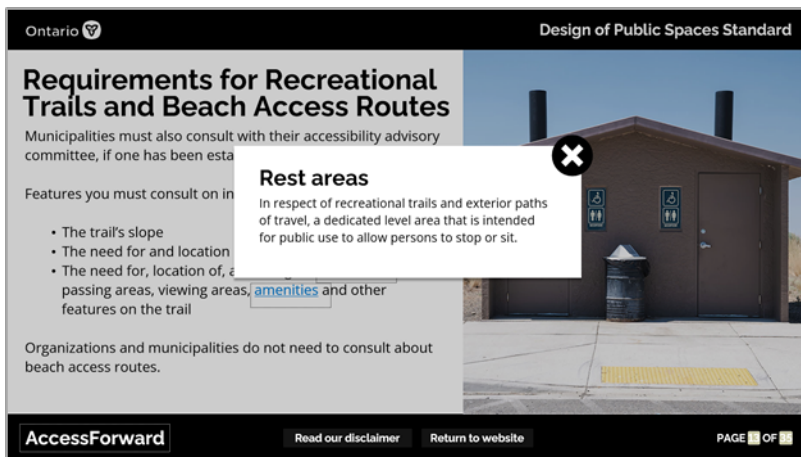 Ontario
Design of Public Spaces Standard
Requirements for Recreational
Trails and Beach Access Routes
Municipalities must also consult with their accessibility advisory
committee, if one has been esta
Features you must consult on in
• The trail's slope
• The need for and location
• The need for, location of, a
passing areas, viewing areas, amenities and other
features on the trail
Organizations and municipalities do not need to consult about
beach access routes.
Rest areas
In respect of recreational trails and exterior paths
of travel, a dedicated level area that is intended
for public use to allow persons to stop or sit.
AccessForward
Read our disclaimer
Return to website
PAGE 13 OF 35